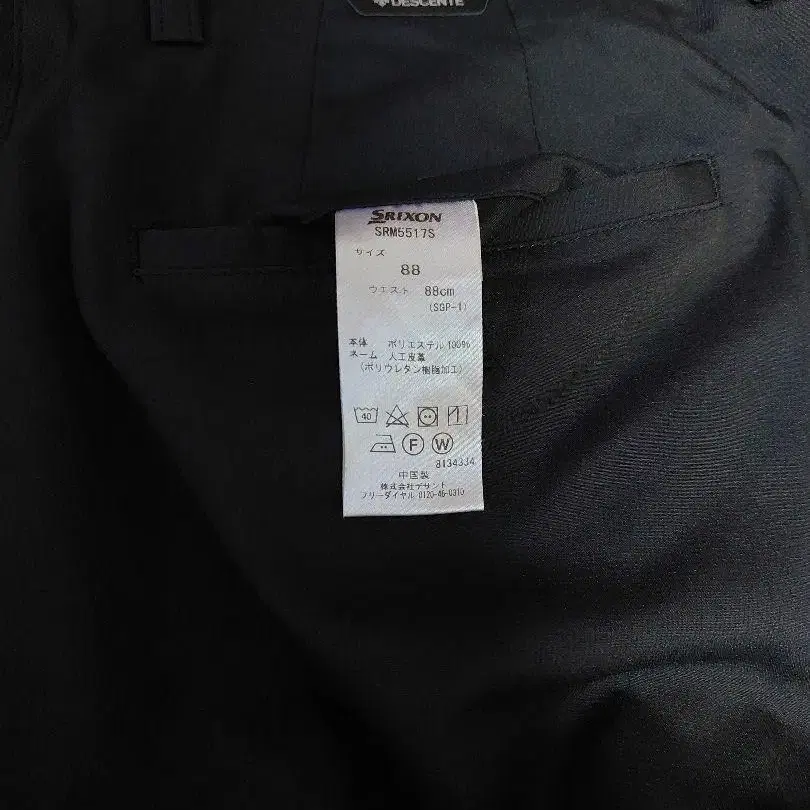 DESCENTE
SRIXON
SRM5517S
サイズ
88
ウエスト 88cm
(SGP-1)
本体 ポリエステル 100%
ネーム 人工皮革
(ポリウレタン樹脂加工)
40
F W
8134334
中国製
株式会社デサント
フリーダイヤル 0120-46-0310